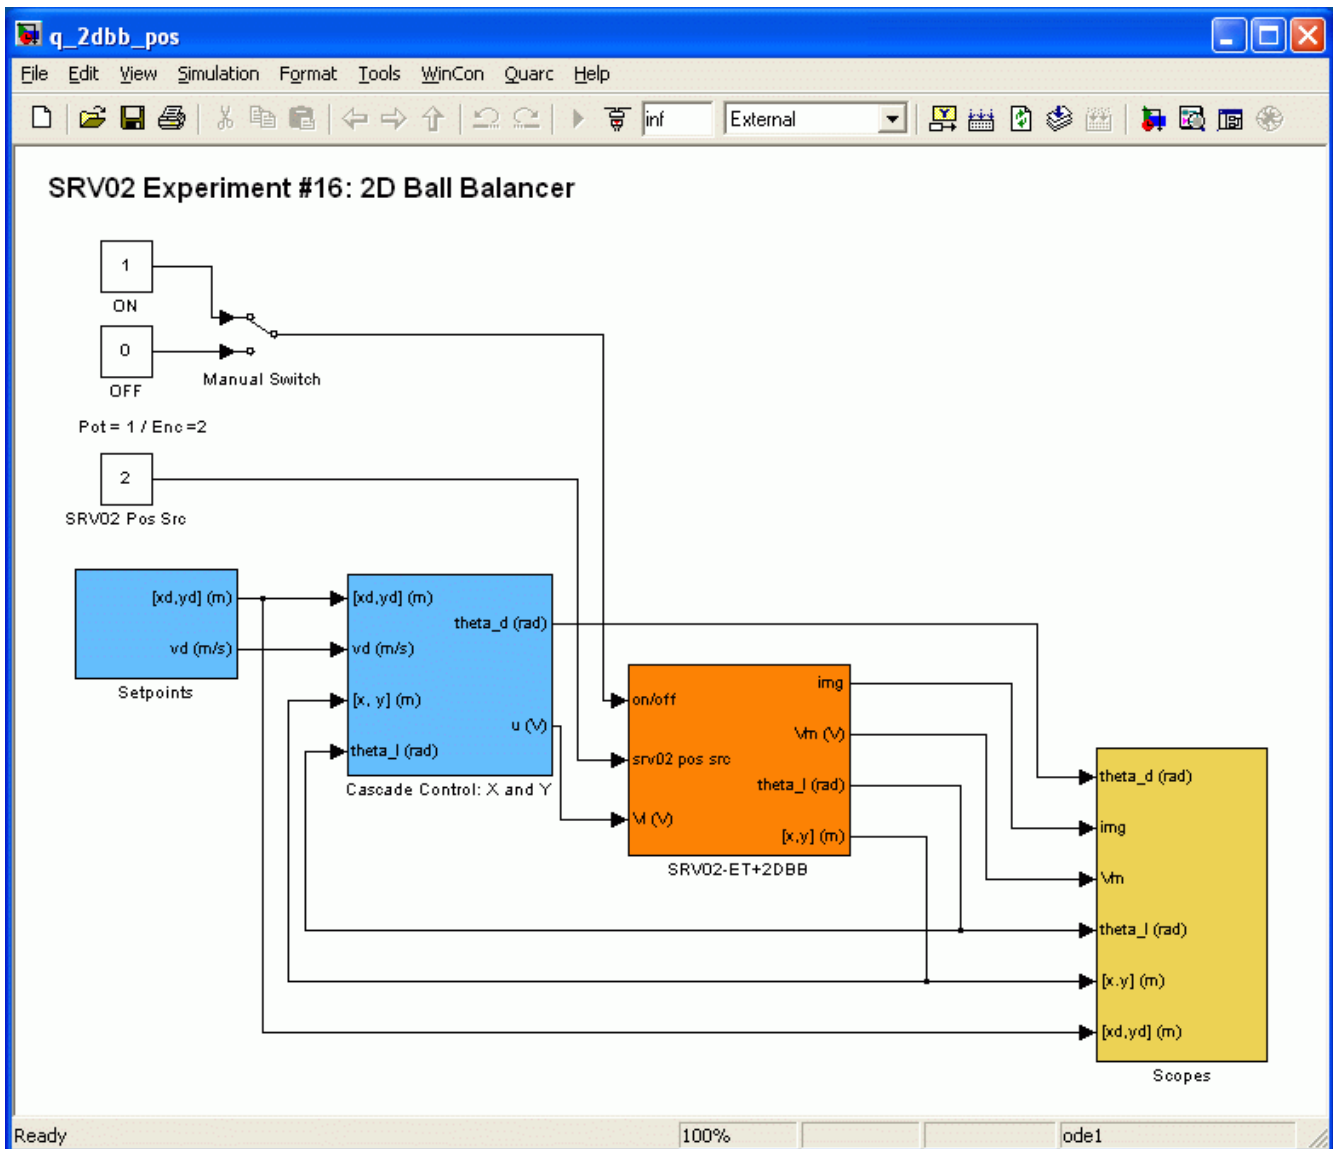 q_2dbb_pos
File Edit View Simulation Format Tools WinCon Quarc Help
inf External
SRV02 Experiment #16: 2D Ball Balancer
1
ON
0
OFF
Manual Switch
Pot = 1 / Enc =2
2
SRV02 Pos Src
[xd,yd] (m)
vd (m/s)
Setpoints
[xd,yd] (m)
theta_d (rad)
vd (m/s)
[x, y] (m)
u (V)
theta_l (rad)
Cascade Control: X and Y
img
on/off
Vm (V)
srv02 pos src
theta_l (rad)
Vl (V)
[x,y] (m)
SRV02-ET+2DBB
theta_d (rad)
img
Vm
theta_l (rad)
[x.y] (m)
[xd,yd] (m)
Scopes
Ready 100% ode1